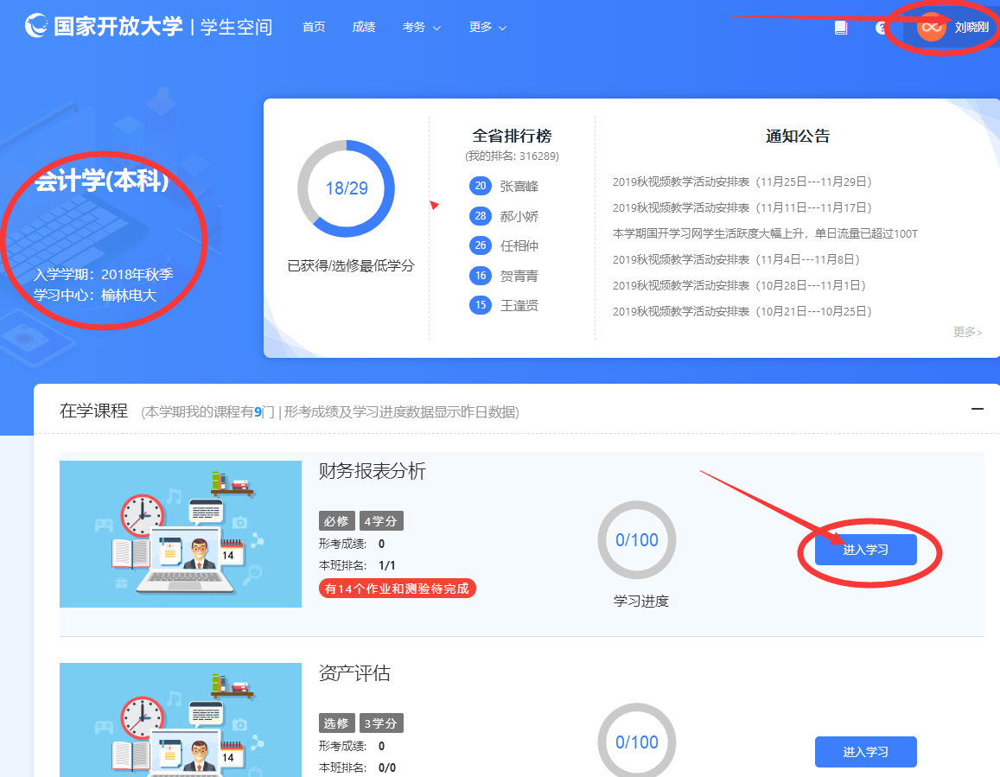 国家开放大学 | 学生空间 首页 成绩 考务 更多 刘晓刚
会计学(本科)
入学学期：2018年秋季
学习中心：榆林电大
18/29
已获得/选修最低学分
全省排行榜
(我的排名: 316289)
20 张喜峰
28 郝小娇
26 任相仲
16 贺青青
15 王逢贤
通知公告
2019秋视频教学活动安排表（11月25日---11月29日）
2019秋视频教学活动安排表（11月11日---11月17日）
本学期国开学习网学生活跃度大幅上升，单日流量已超过100T
2019秋视频教学活动安排表（11月4日---11月8日）
2019秋视频教学活动安排表（10月28日---11月1日）
2019秋视频教学活动安排表（10月21日---10月25日）
更多>
在学课程 (本学期我的课程有9门 | 形考成绩及学习进度数据显示昨日数据)
14
财务报表分析
必修 4学分
形考成绩: 0
本班排名: 1/1
有14个作业和测验待完成
0/100
学习进度
进入学习
14
资产评估
选修 3学分
形考成绩: 0
本班排名: 0/0
0/100
进入学习